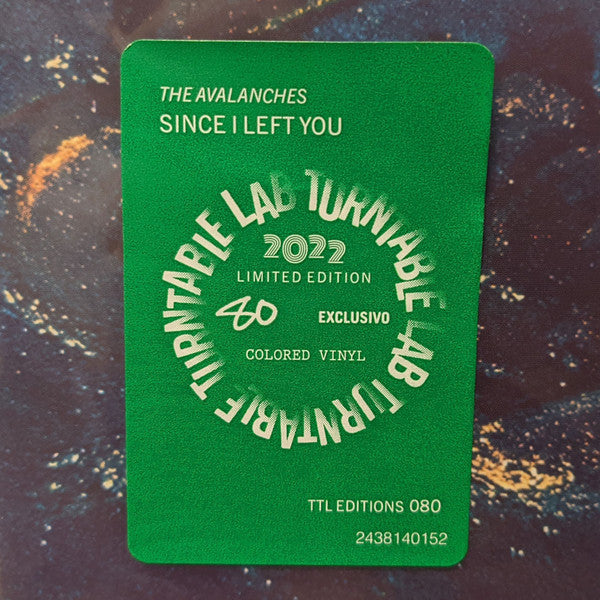 THE AVALANCHES
SINCE I LEFT YOU
TURNTABLE LAB TURNTABLE LAB TURNTABLE
2022
LIMITED EDITION
80
EXCLUSIVO
COLORED VINYL
TTL EDITIONS 080
2438140152